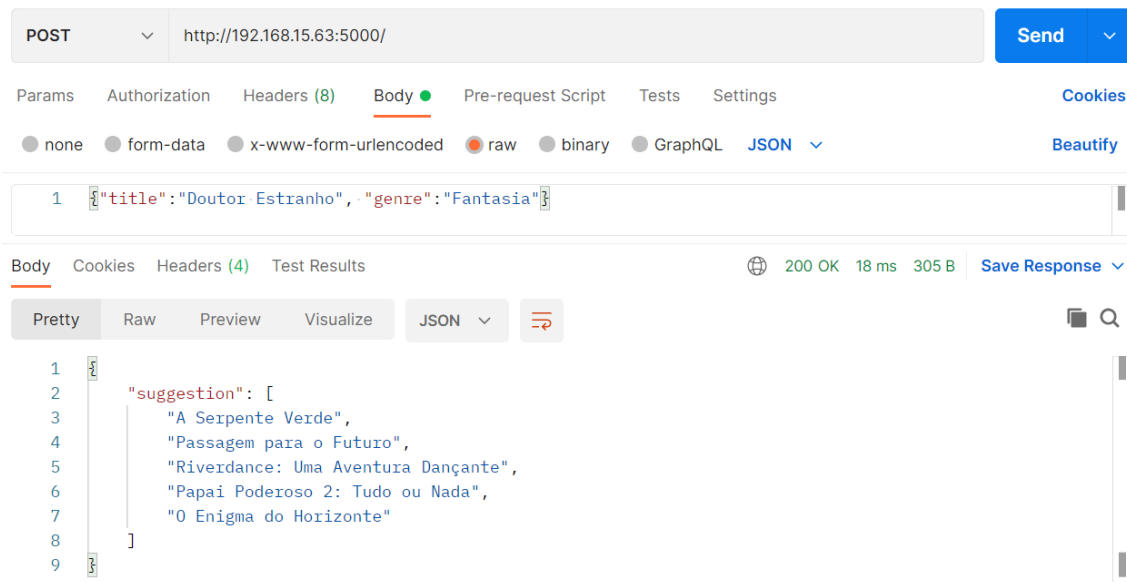 POST http://192.168.15.63:5000/ Send
Params Authorization Headers (8) Body Pre-request Script Tests Settings Cookies
none form-data x-www-form-urlencoded raw binary GraphQL JSON Beautify
1 {"title":"Doutor Estranho", "genre":"Fantasia"}
Body Cookies Headers (4) Test Results 200 OK 18 ms 305 B Save Response
Pretty Raw Preview Visualize JSON
1 {
2 "suggestion": [
3 "A Serpente Verde",
4 "Passagem para o Futuro",
5 "Riverdance: Uma Aventura Dançante",
6 "Papai Poderoso 2: Tudo ou Nada",
7 "O Enigma do Horizonte"
8 ]
9 }